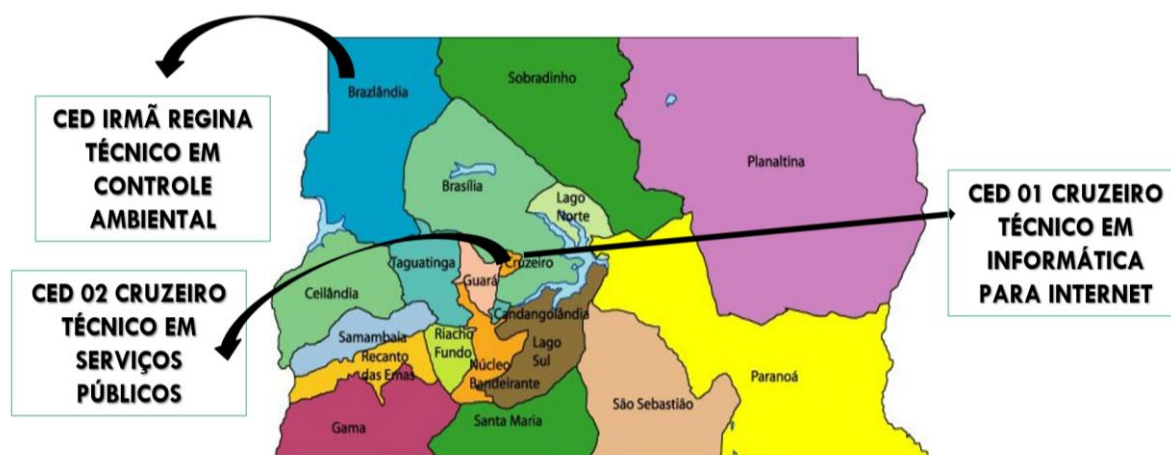 CED IRMÃ REGINA
TÉCNICO EM
CONTROLE
AMBIENTAL
CED 02 CRUZEIRO
TÉCNICO EM
SERVIÇOS
PÚBLICOS
CED 01 CRUZEIRO
TÉCNICO EM
INFORMÁTICA
PARA INTERNET
Brazlândia
Sobradinho
Planaltina
Brasília
Lago
Norte
Taguatinga
Guará
Cruzeiro
Ceilândia
Candangolândia
Samambaia
Riacho
Fundo
Lago
Sul
Recanto
das Emas
Núcleo
Bandeirante
Paranoá
São Sebastião
Gama
Santa Maria